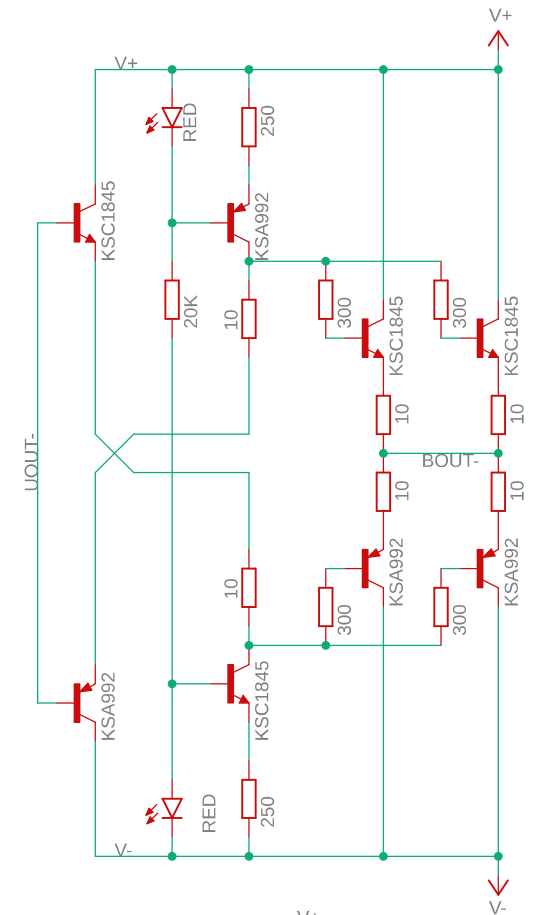 V+
V+
RED
250
KSC1845
KSA992
20K
10
300
KSC1845
300
KSC1845
10
10
UOUT-
BOUT-
10
10
10
KSA992
KSA992
300
300
KSA992
KSC1845
RED
250
V-
V-